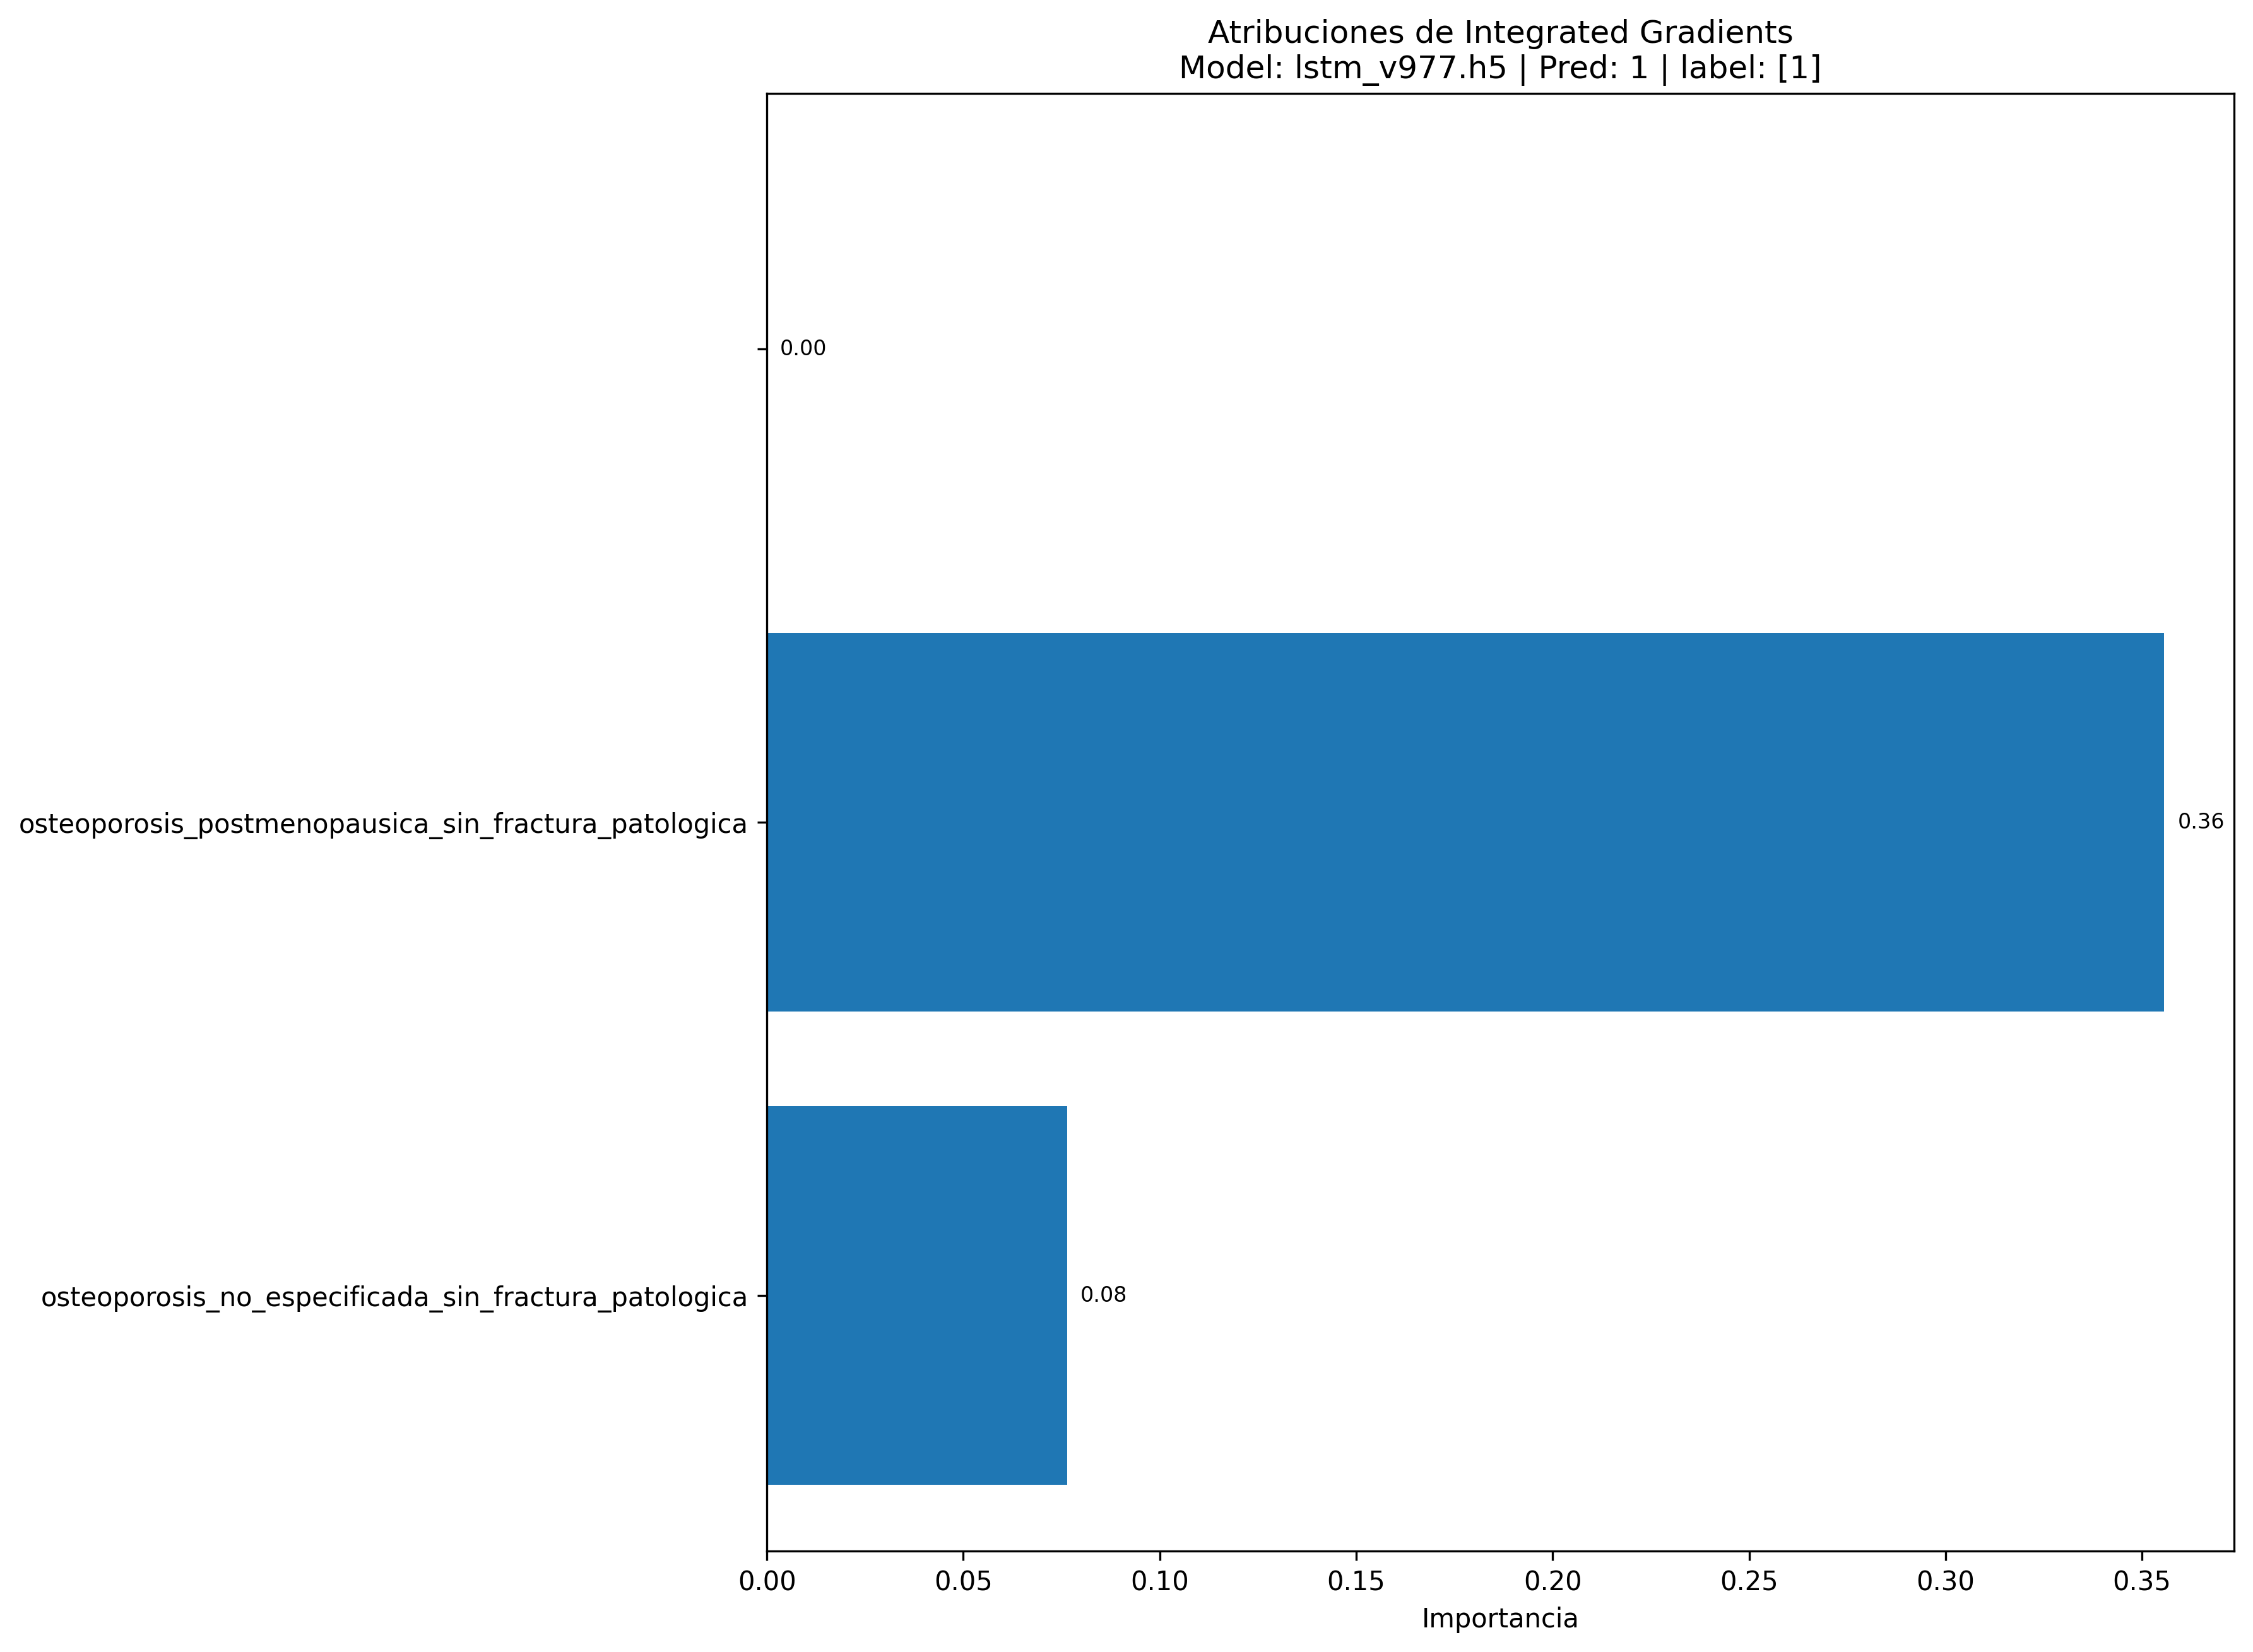 Atribuciones de Integrated Gradients
Model: lstm_v977.h5 | Pred: 1 | label: [1]
0.00
osteoporosis_postmenopausica_sin_fractura_patologica
0.36
osteoporosis_no_especificada_sin_fractura_patologica
0.08
0.00 0.05 0.10 0.15 0.20 0.25 0.30 0.35
Importancia